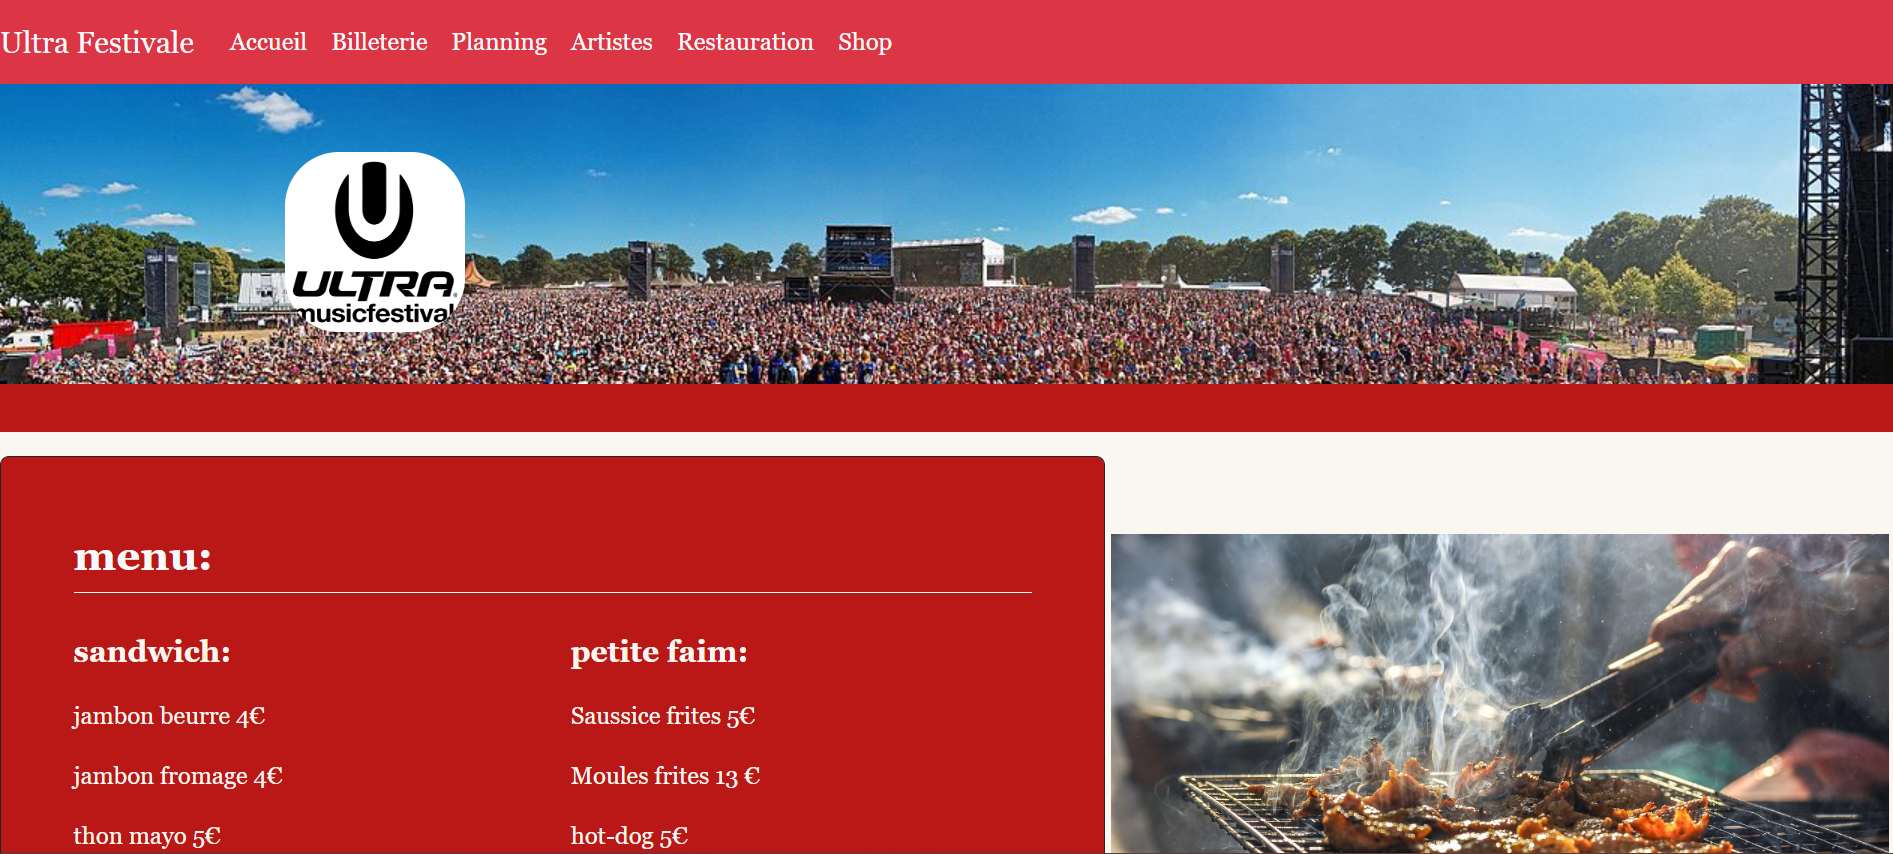 Ultra Festivale Accueil Billeterie Planning Artistes Restauration Shop
ULTRA
musicfestival
menu:
sandwich: petite faim:
jambon beurre 4€ Saussice frites 5€
jambon fromage 4€ Moules frites 13 €
thon mayo 5€ hot-dog 5€